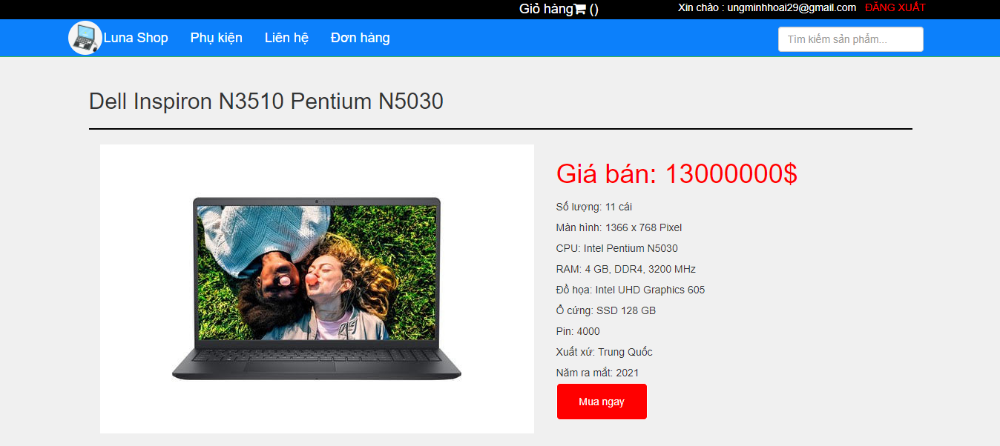 Giỏ hàng ()
Xin chào : ungminhhoai29@gmail.com ĐĂNG XUẤT
Luna Shop Phụ kiện Liên hệ Đơn hàng
Tìm kiếm sản phẩm...
Dell Inspiron N3510 Pentium N5030
Giá bán: 13000000$
Số lượng: 11 cái
Màn hình: 1366 x 768 Pixel
CPU: Intel Pentium N5030
RAM: 4 GB, DDR4, 3200 MHz
Đồ họa: Intel UHD Graphics 605
Ổ cứng: SSD 128 GB
Pin: 4000
Xuất xứ: Trung Quốc
Năm ra mắt: 2021
Mua ngay